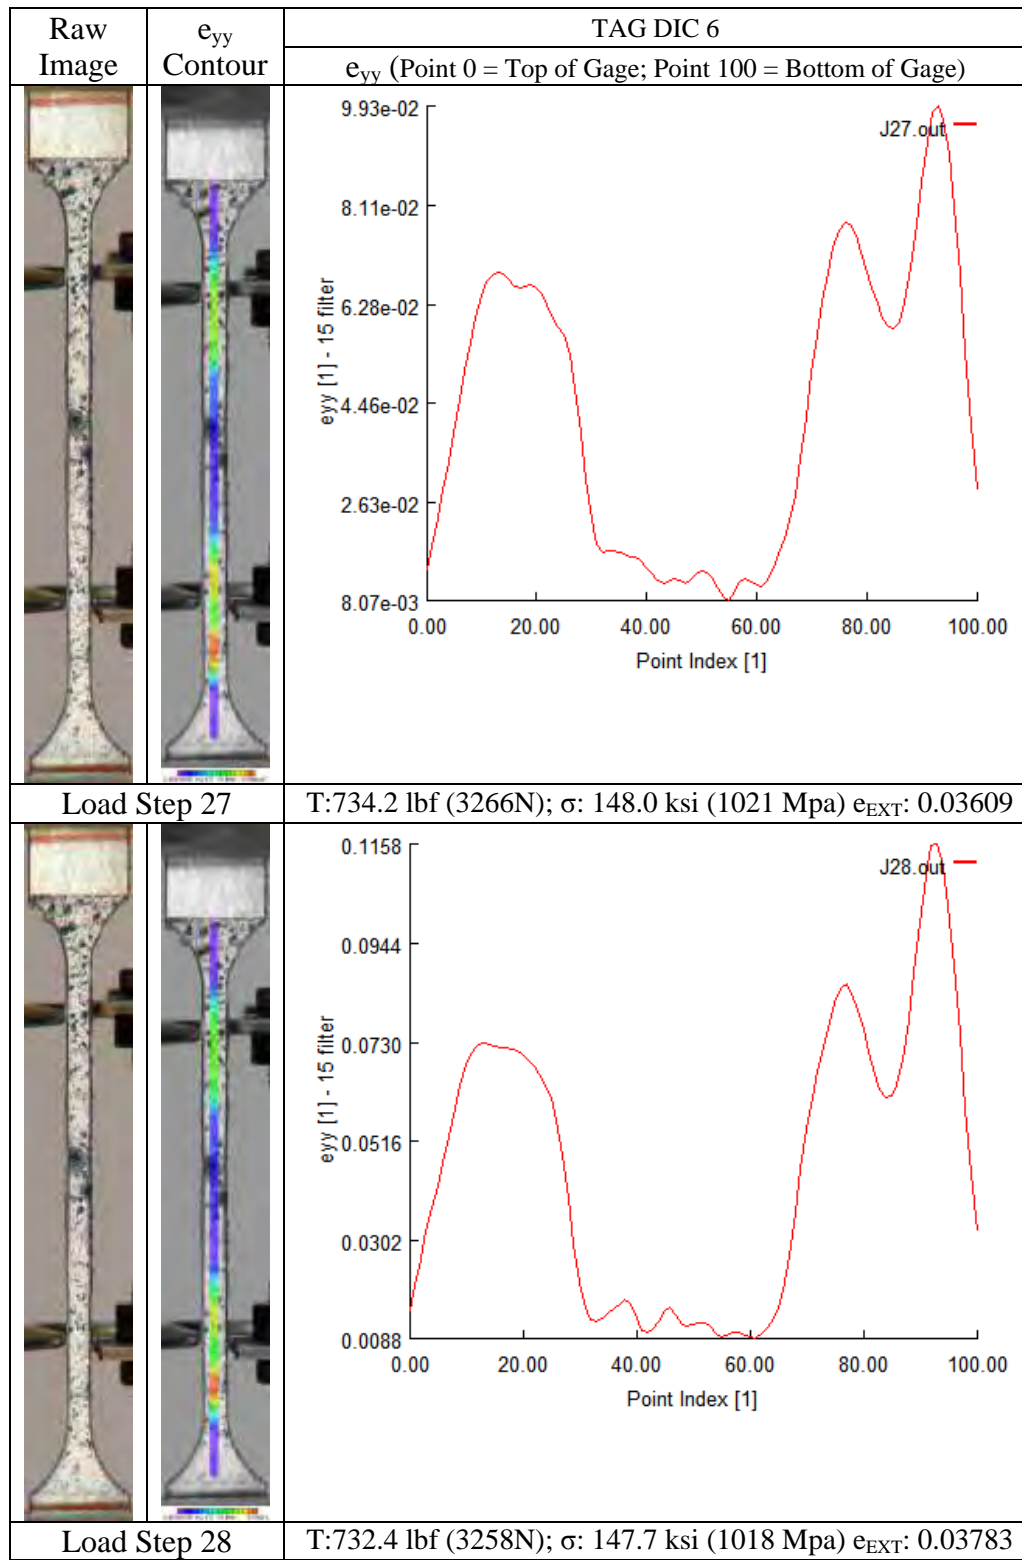 Raw
Image
e_yy
Contour
TAG DIC 6
e_yy (Point 0 = Top of Gage; Point 100 = Bottom of Gage)
9.93e-02
8.11e-02
6.28e-02
4.46e-02
2.63e-02
8.07e-03
eyy [1] - 15 filter
J27.out
0.00 20.00 40.00 60.00 80.00 100.00
Point Index [1]
Load Step 27
T:734.2 lbf (3266N); σ: 148.0 ksi (1021 Mpa) e_EXT: 0.03609
0.1158
0.0944
0.0730
0.0516
0.0302
0.0088
eyy [1] - 15 filter
J28.out
0.00 20.00 40.00 60.00 80.00 100.00
Point Index [1]
Load Step 28
T:732.4 lbf (3258N); σ: 147.7 ksi (1018 Mpa) e_EXT: 0.03783